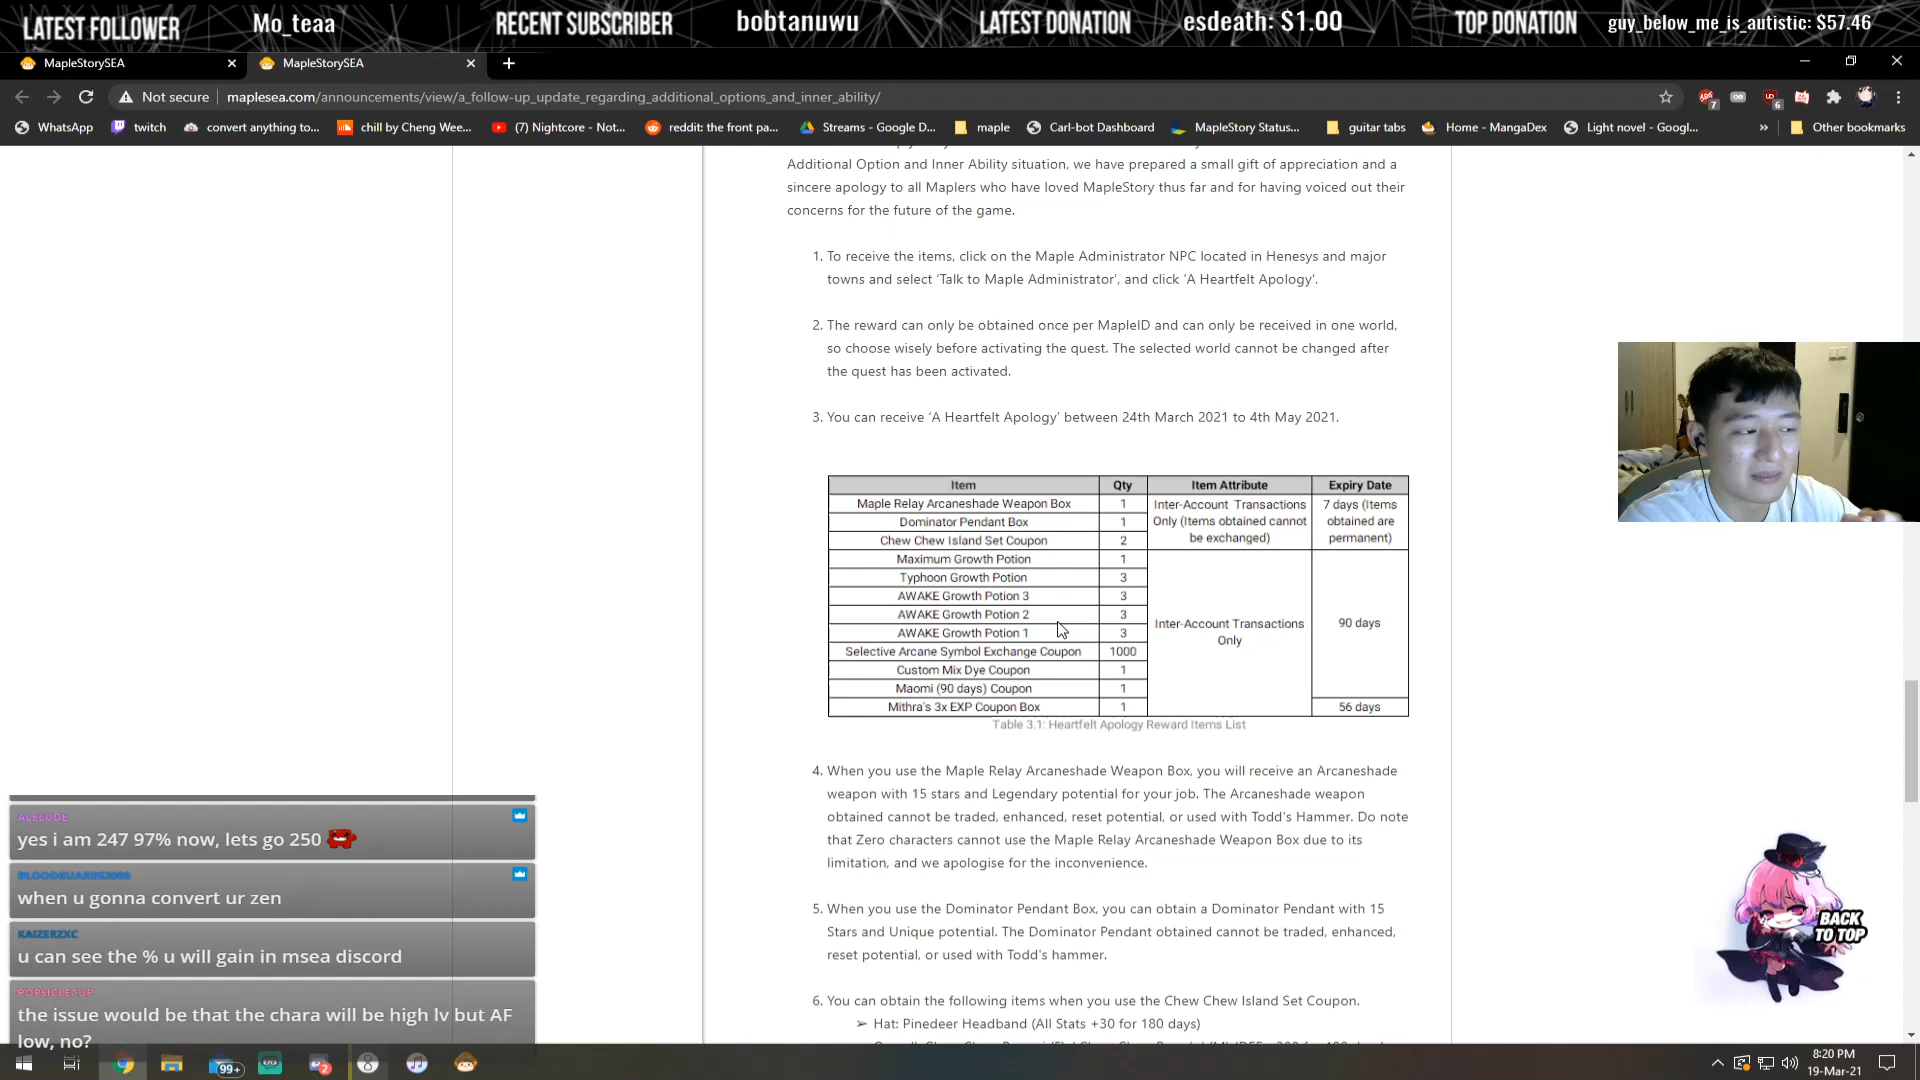 LATEST FOLLOWER Mo_teaa RECENT SUBSCRIBER bobtanuwu LATEST DONATION esdeath: $1.00 TOP DONATION guy_below_me_is_autistic: $57.46
MapleStorySEA MapleStorySEA
Not secure maplesea.com/announcements/view/a_follow-up_update_regarding_additional_options_and_inner_ability/
7 6
WhatsApp twitch convert anything to... chill by Cheng Wee... (7) Nightcore - Not... reddit: the front pa... Streams - Google D... maple Carl-bot Dashboard MapleStory Status... guitar tabs Home - MangaDex Light novel - Googl... » Other bookmarks
Additional Option and Inner Ability situation, we have prepared a small gift of appreciation and a
sincere apology to all Maplers who have loved MapleStory thus far and for having voiced out their
concerns for the future of the game.
1. To receive the items, click on the Maple Administrator NPC located in Henesys and major
towns and select ‘Talk to Maple Administrator’, and click ‘A Heartfelt Apology’.
2. The reward can only be obtained once per MapleID and can only be received in one world,
so choose wisely before activating the quest. The selected world cannot be changed after
the quest has been activated.
3. You can receive ‘A Heartfelt Apology’ between 24th March 2021 to 4th May 2021.
Item Qty Item Attribute Expiry Date
Maple Relay Arcaneshade Weapon Box 1 Inter-Account Transactions 7 days (Items
Dominator Pendant Box 1 Only (Items obtained cannot obtained are
Chew Chew Island Set Coupon 2 be exchanged) permanent)
Maximum Growth Potion 1
Typhoon Growth Potion 3
AWAKE Growth Potion 3 3
AWAKE Growth Potion 2 3 Inter-Account Transactions 90 days
AWAKE Growth Potion 1 3 Only
Selective Arcane Symbol Exchange Coupon 1000
Custom Mix Dye Coupon 1
Maomi (90 days) Coupon 1
Mithra's 3x EXP Coupon Box 1 56 days
Table 3.1: Heartfelt Apology Reward Items List
4. When you use the Maple Relay Arcaneshade Weapon Box, you will receive an Arcaneshade
weapon with 15 stars and Legendary potential for your job. The Arcaneshade weapon
obtained cannot be traded, enhanced, reset potential, or used with Todd's Hammer. Do note
that Zero characters cannot use the Maple Relay Arcaneshade Weapon Box due to its
limitation, and we apologise for the inconvenience.
5. When you use the Dominator Pendant Box, you can obtain a Dominator Pendant with 15
Stars and Unique potential. The Dominator Pendant obtained cannot be traded, enhanced,
reset potential, or used with Todd's hammer.
6. You can obtain the following items when you use the Chew Chew Island Set Coupon.
➢ Hat: Pinedeer Headband (All Stats +30 for 180 days)
BACK
TO TOP
ALELUDE
yes i am 247 97% now, lets go 250
BLOODGUARD52006
when u gonna convert ur zen
KAIZERZXC
u can see the % u will gain in msea discord
POPSICLECUP
the issue would be that the chara will be high lv but AF
low, no?
99+ 2
8:20 PM
19-Mar-21